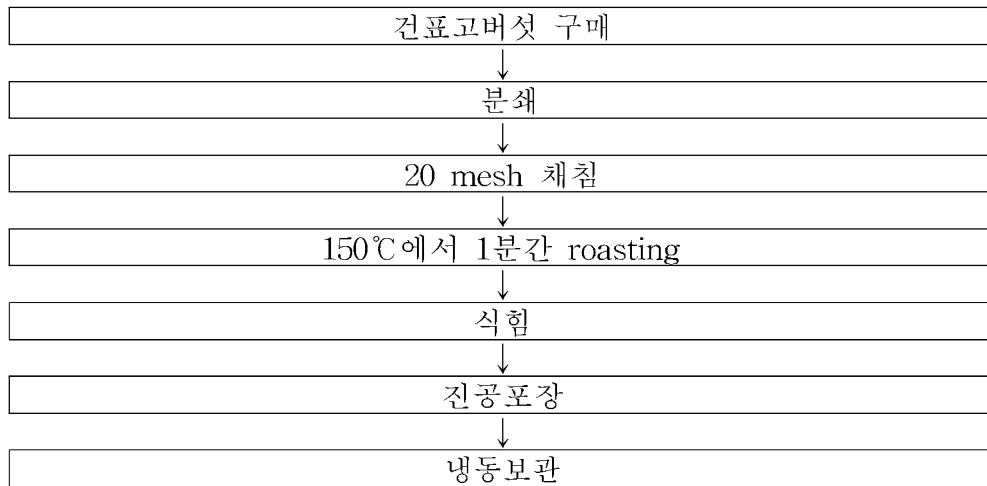 건표고버섯 구매
분쇄
20 mesh 채침
150℃에서 1분간 roasting
식힘
진공포장
냉동보관